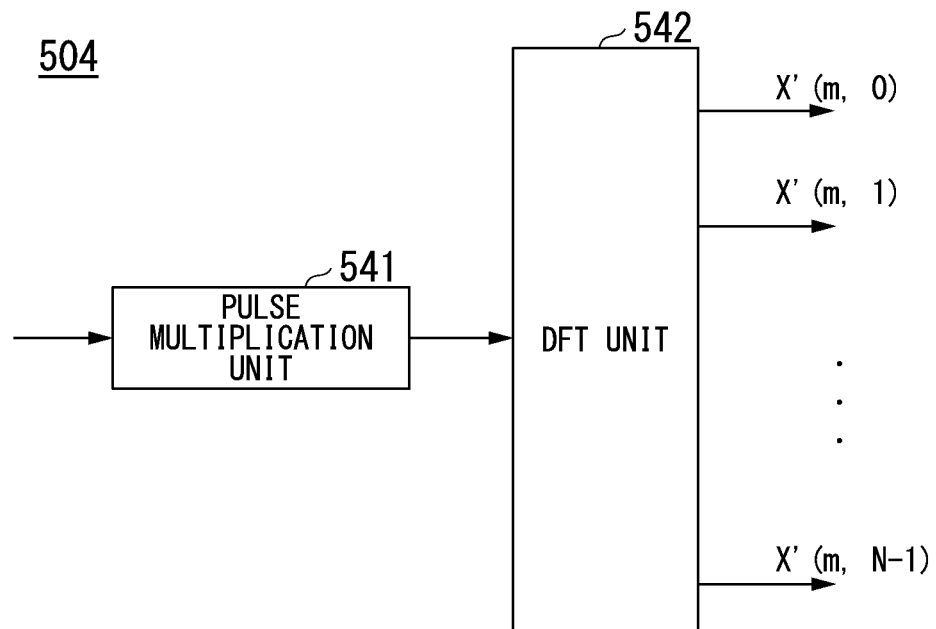 504
542
X' (m, 0)
X' (m, 1)
541
PULSE
MULTIPLICATION
UNIT
DFT UNIT
X' (m, N-1)